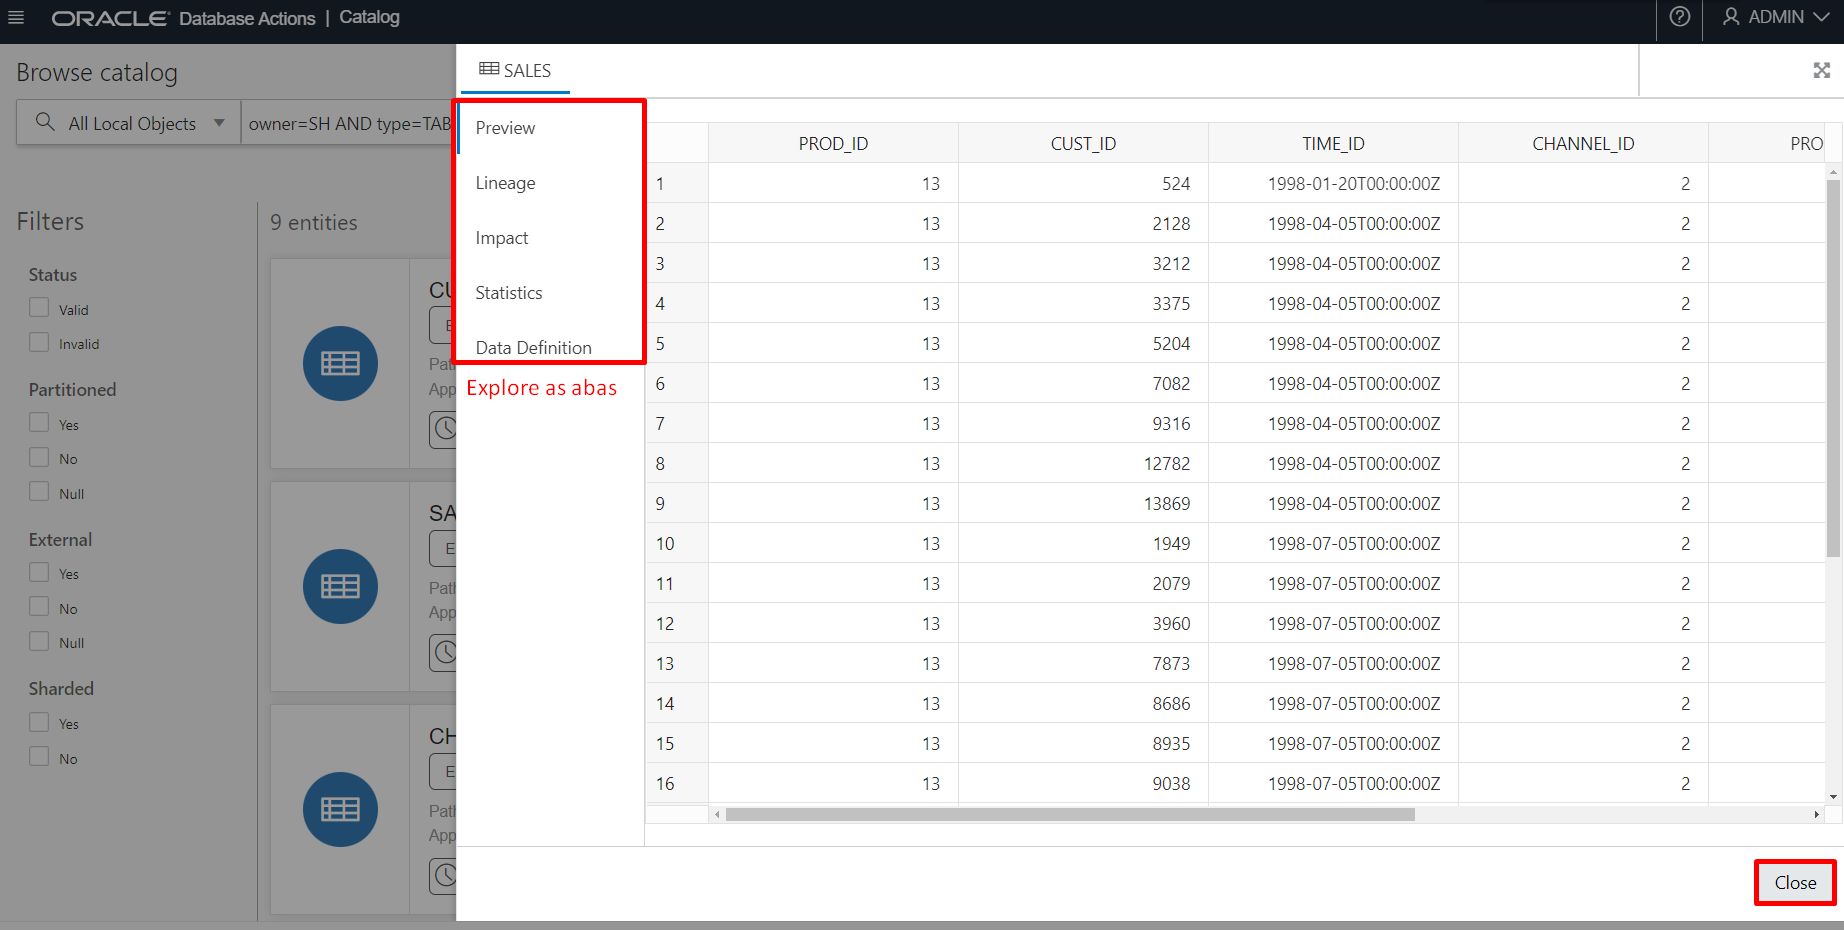 ORACLE Database Actions | Catalog
ADMIN
Browse catalog
All Local Objects
owner=SH AND type=TAB
Filters
9 entities
Status
Valid
Invalid
Partitioned
Yes
No
Null
External
Yes
No
Null
Sharded
Yes
No
CU
E
Pat
App
SA
E
Pat
App
CH
E
Pat
App
SALES
Preview
Lineage
Impact
Statistics
Data Definition
Explore as abas
PROD_ID CUST_ID TIME_ID CHANNEL_ID PRO
1 13 524 1998-01-20T00:00:00Z 2
2 13 2128 1998-04-05T00:00:00Z 2
3 13 3212 1998-04-05T00:00:00Z 2
4 13 3375 1998-04-05T00:00:00Z 2
5 13 5204 1998-04-05T00:00:00Z 2
6 13 7082 1998-04-05T00:00:00Z 2
7 13 9316 1998-04-05T00:00:00Z 2
8 13 12782 1998-04-05T00:00:00Z 2
9 13 13869 1998-04-05T00:00:00Z 2
10 13 1949 1998-07-05T00:00:00Z 2
11 13 2079 1998-07-05T00:00:00Z 2
12 13 3960 1998-07-05T00:00:00Z 2
13 13 7873 1998-07-05T00:00:00Z 2
14 13 8686 1998-07-05T00:00:00Z 2
15 13 8935 1998-07-05T00:00:00Z 2
16 13 9038 1998-07-05T00:00:00Z 2
Close